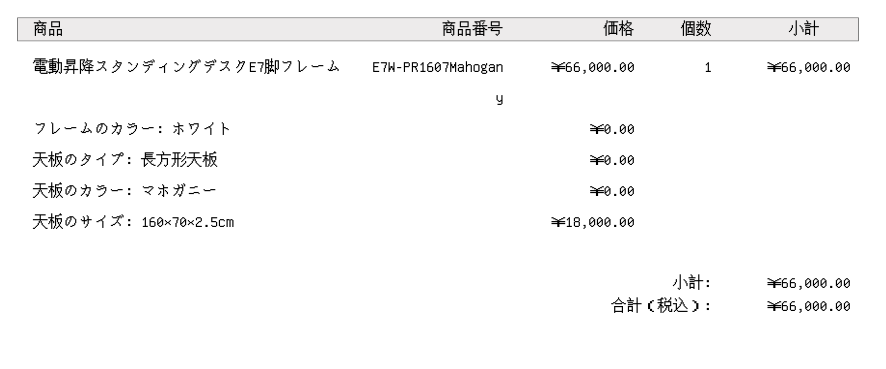 商品 商品番号 価格 個数 小計
電動昇降スタンディングデスクE7脚フレーム E7W-PR1607Mahogan ¥66,000.00 1 ¥66,000.00
y
フレームのカラー: ホワイト ¥0.00
天板のタイプ: 長方形天板 ¥0.00
天板のカラー: マホガニー ¥0.00
天板のサイズ: 160×70×2.5cm ¥18,000.00
小計: ¥66,000.00
合計(税込): ¥66,000.00